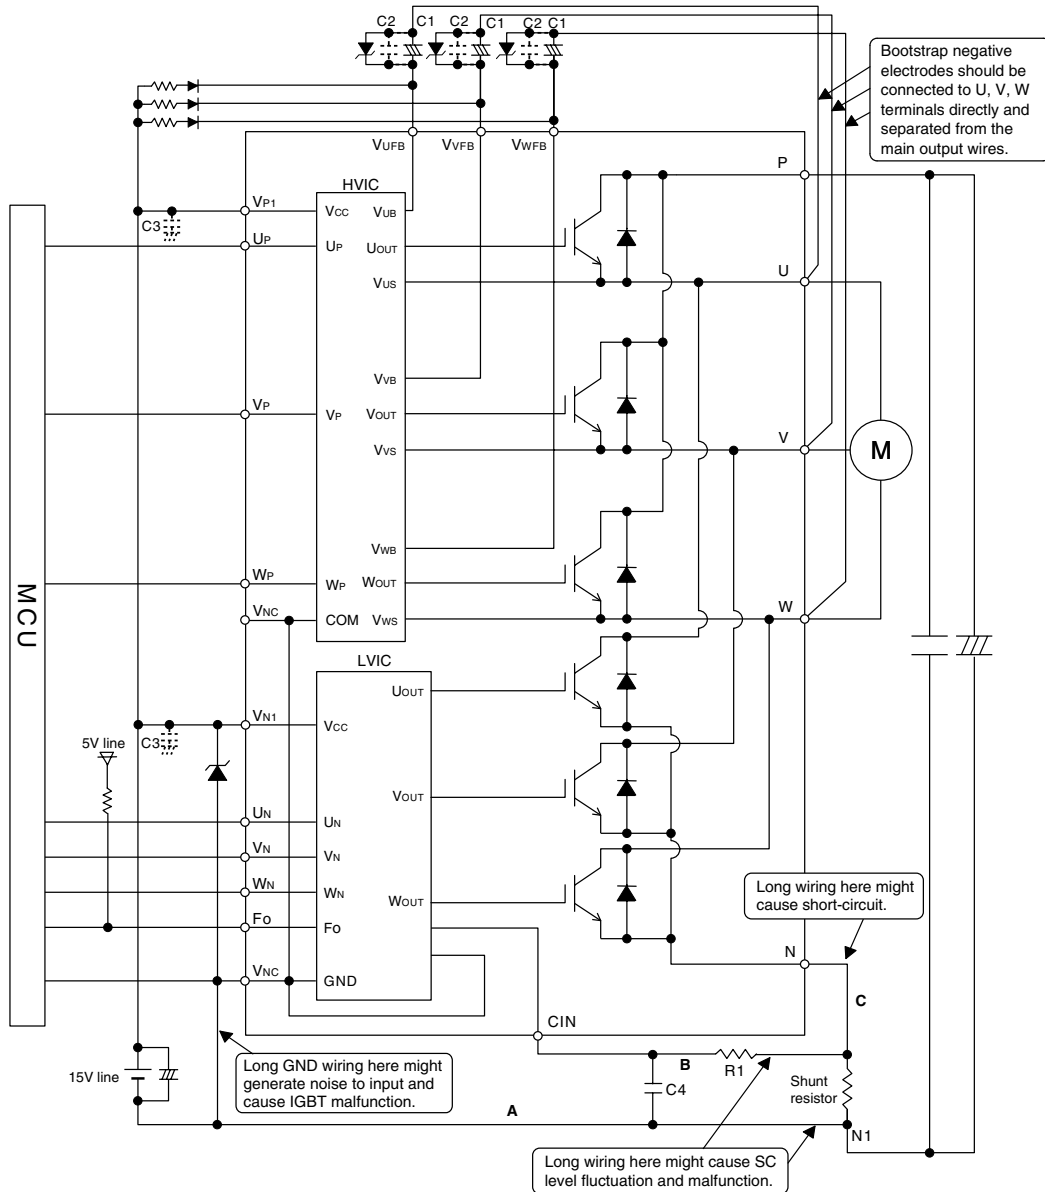 C2 C1 C2 C1 C2 C1
Bootstrap negative
electrodes should be
connected to U, V, W
terminals directly and
separated from the
main output wires.
VUFB VVFB VWFB
P
HVIC
C3
VP1
VCC
VUB
UP
UP
UOUT
VUS
U
VVB
VP
VP
VOUT
VVS
V
M
VWB
WP
WP
WOUT
VNC
COM
VWS
W
MCU
LVIC
UOUT
5V line
C3
VN1
VCC
VOUT
UN
UN
VN
VN
WN
WN
WOUT
Fo
Fo
Long wiring here might
cause short-circuit.
VNC
GND
N
C
CIN
15V line
Long GND wiring here might
generate noise to input and
cause IGBT malfunction.
B
R1
C4
Shunt
resistor
A
N1
Long wiring here might cause SC
level fluctuation and malfunction.